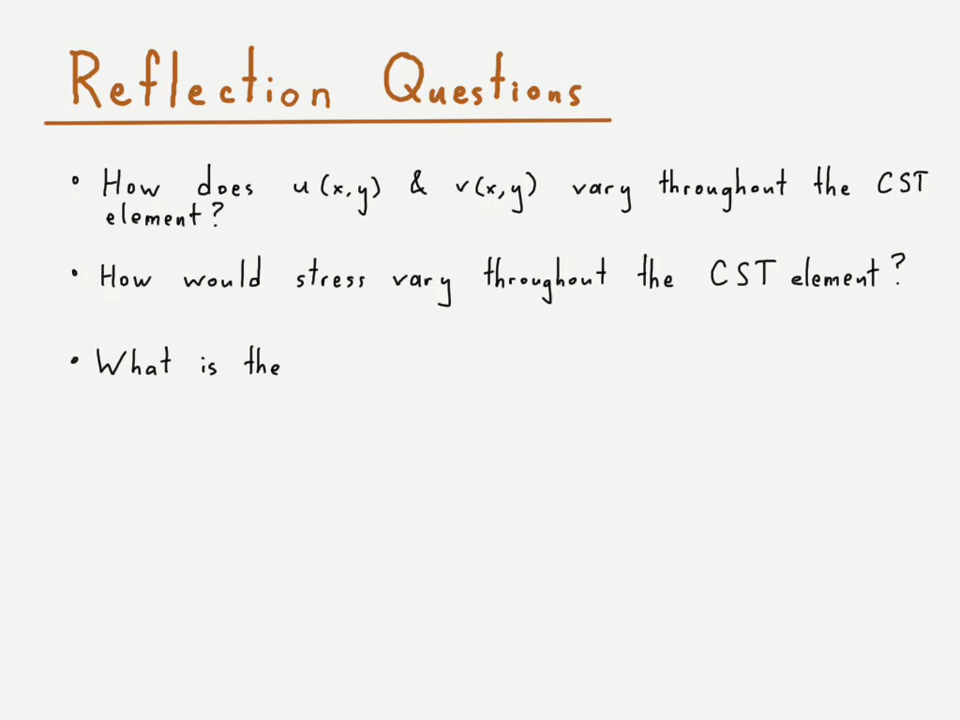 Reflection Questions
• How does u(x,y) & v(x,y) vary throughout the CST
element?
• How would stress vary throughout the CST element?
• What is the